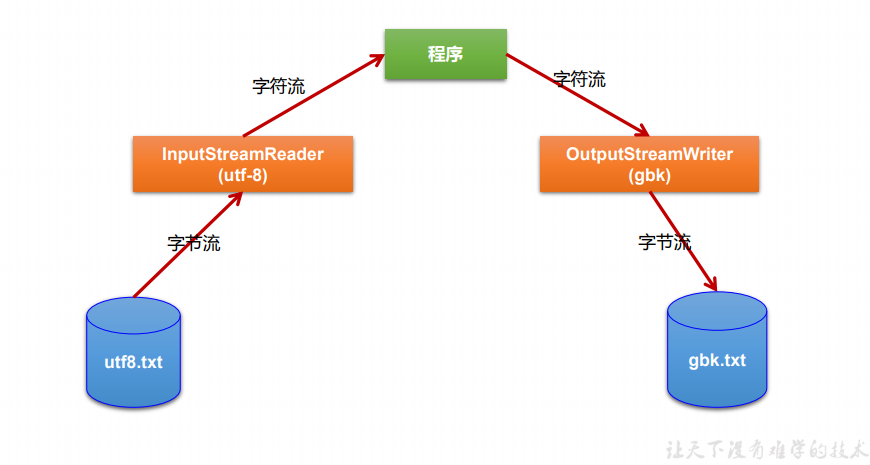 程序
字符流
字符流
InputStreamReader
(utf-8)
OutputStreamWriter
(gbk)
字节流
字节流
utf8.txt
gbk.txt
让天下没有难学的技术